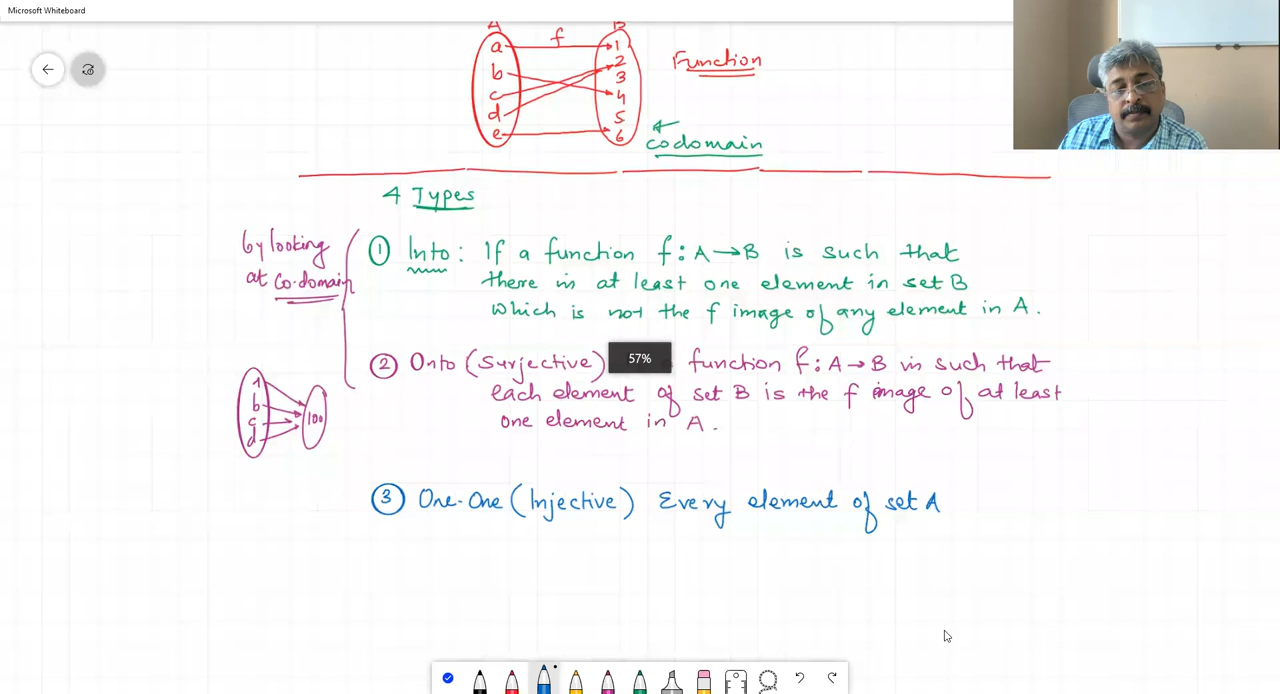 Microsoft Whiteboard
A B
a f 1
b 2
c 3
d 4
e 5
6
Function
codomain
4 Types
by looking
at Co-domain
① Into: If a function f: A→B is such that
there is at least one element in set B
which is not the f image of any element in A.
② Onto (Surjective) function f: A→B is such that
each element of set B is the f image of at least
one element in A.
57%
a
b
c
d
100
③ One-One (Injective) Every element of set A